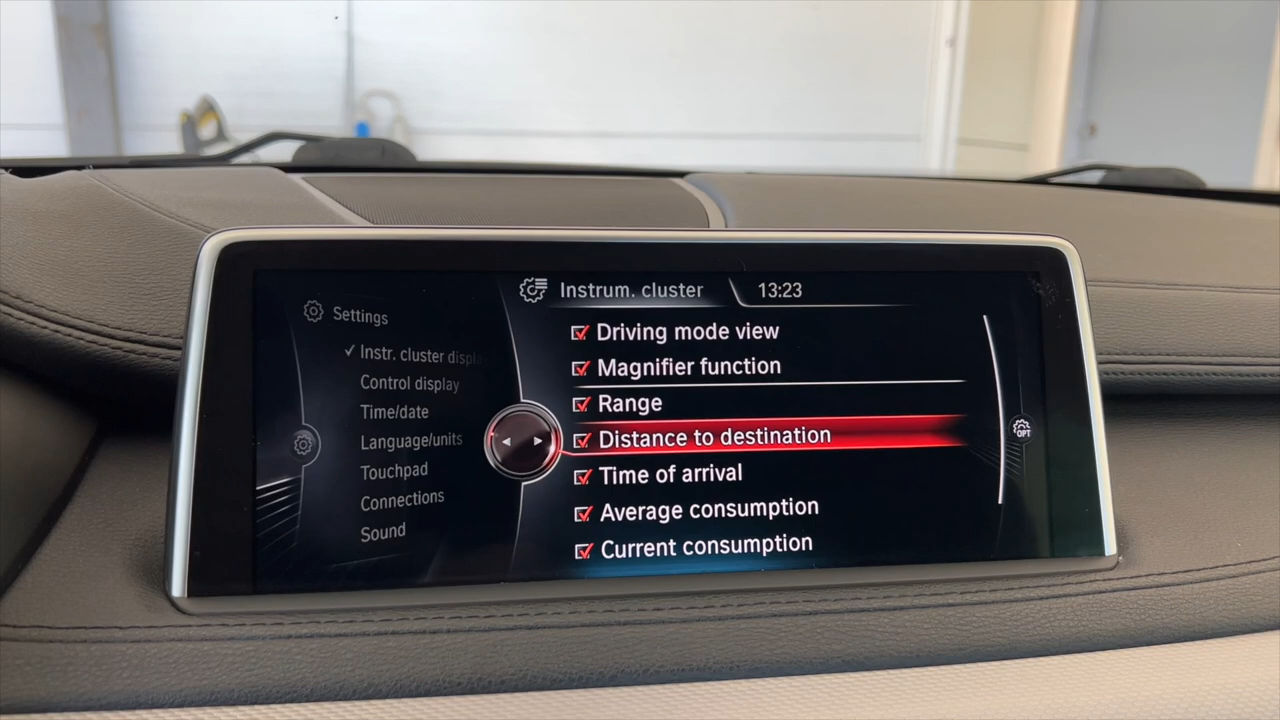 Instrum. cluster
13:23
Settings
✓ Instr. cluster displa
Control display
Time/date
Language/units
Touchpad
Connections
Sound
Driving mode view
Magnifier function
Range
Distance to destination
Time of arrival
Average consumption
Current consumption
OPT